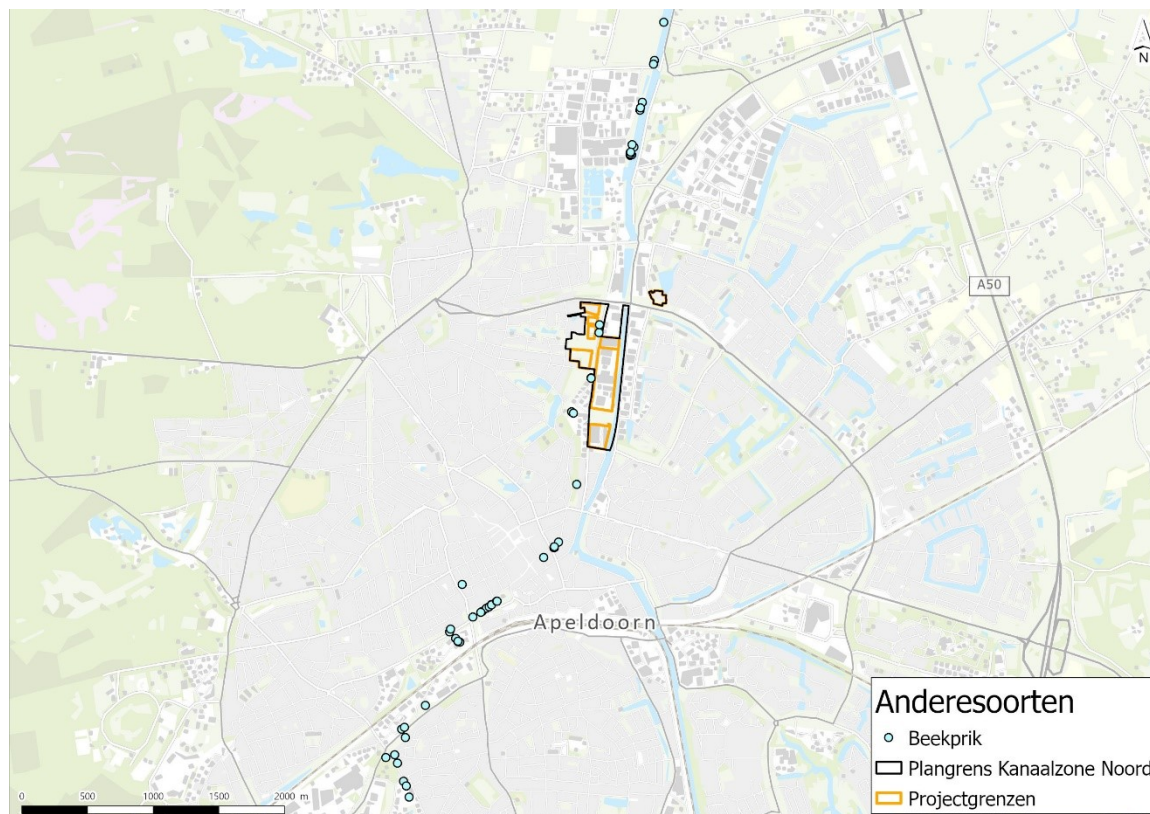 N
A50
Apeldoorn
Anderesoorten
Beekprik
Plangrens Kanaalzone Noord
Projectgrenzen
0 500 1000 1500 2000 m